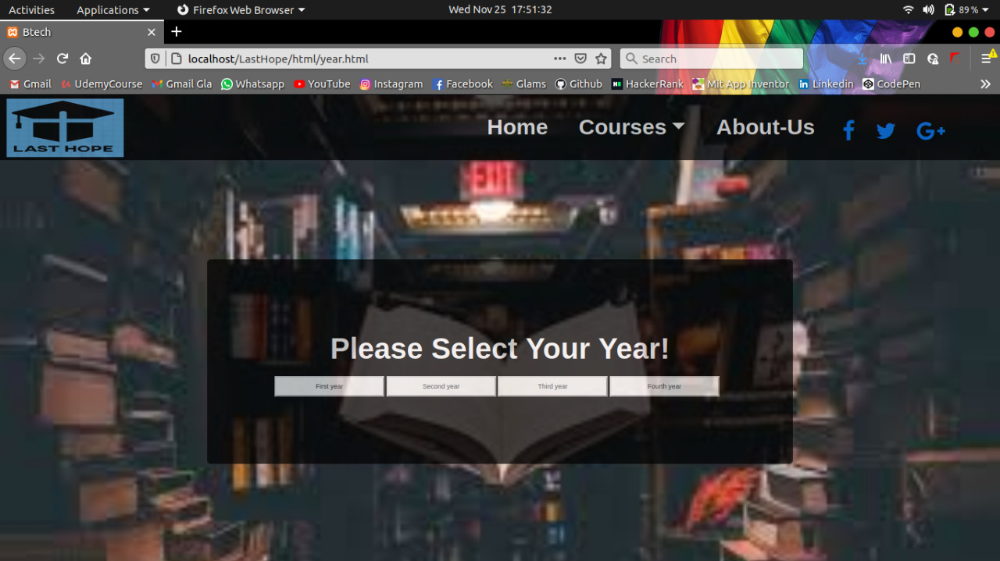 Activities Applications Firefox Web Browser Wed Nov 25 17:51:32 89 %
Btech
localhost/LastHope/html/year.html Search
Gmail UdemyCourse Gmail Gla Whatsapp YouTube Instagram Facebook Glams Github HackerRank Mit App Inventor Linkedin CodePen
LAST HOPE
Home Courses About-Us
EXIT
Please Select Your Year!
First year Second year Third year Fourth year